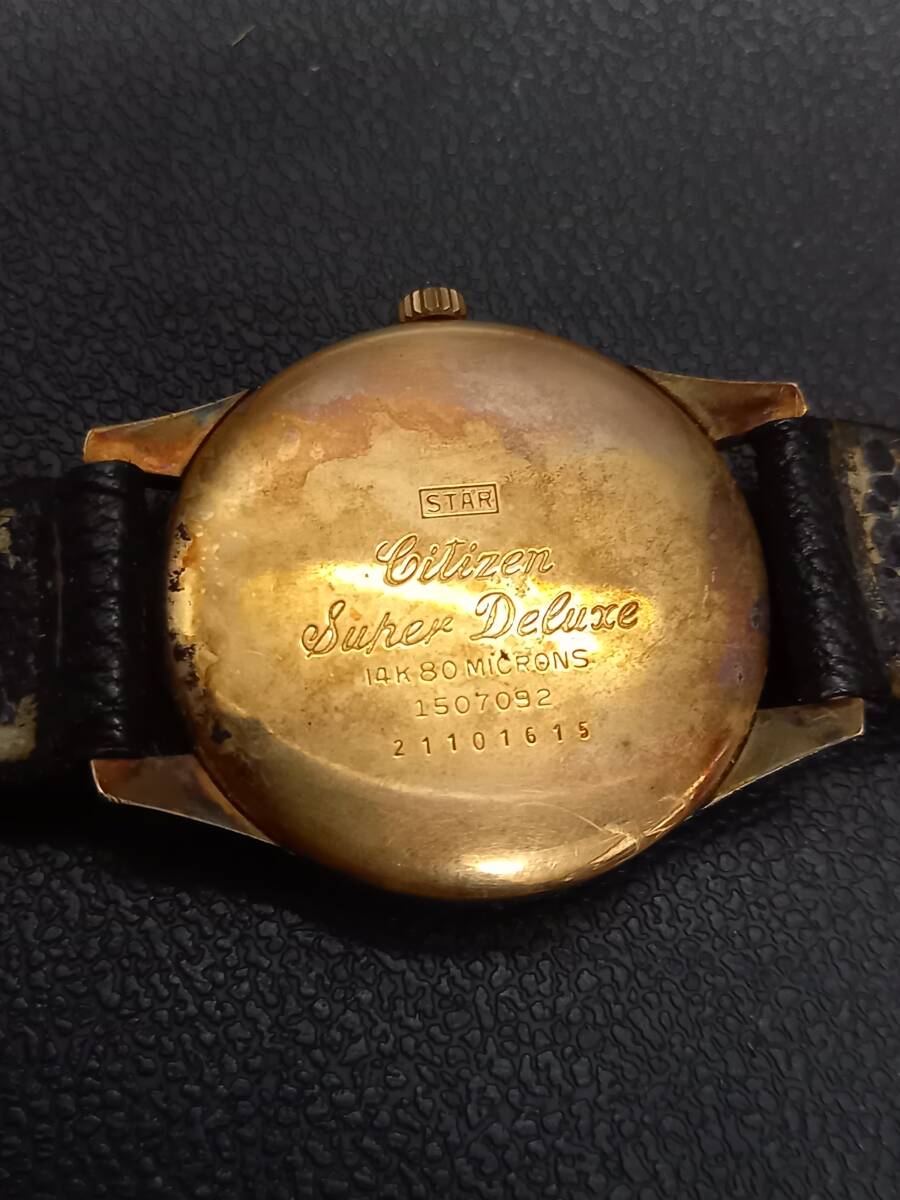 STAR
Citizen
Super Deluxe
14K 80 MICRONS
1507092
21101615